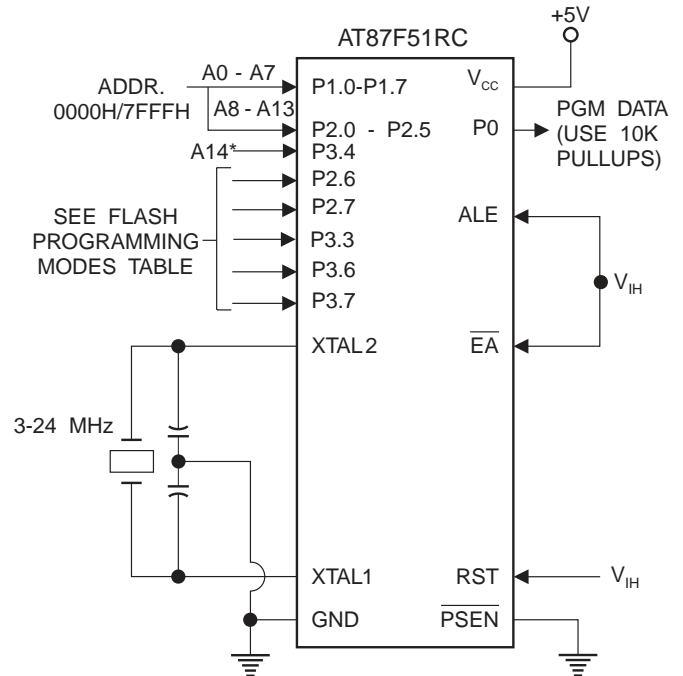 +5V
AT87F51RC
ADDR.
0000H/7FFFH
A0 - A7
A8 - A13
A14*
P1.0-P1.7
P2.0 - P2.5
P3.4
P2.6
P2.7
P3.3
P3.6
P3.7
SEE FLASH
PROGRAMMING
MODES TABLE
VCC
P0
PGM DATA
(USE 10K
PULLUPS)
ALE
VIH
EA
XTAL2
3-24 MHz
XTAL1
GND
RST
VIH
PSEN